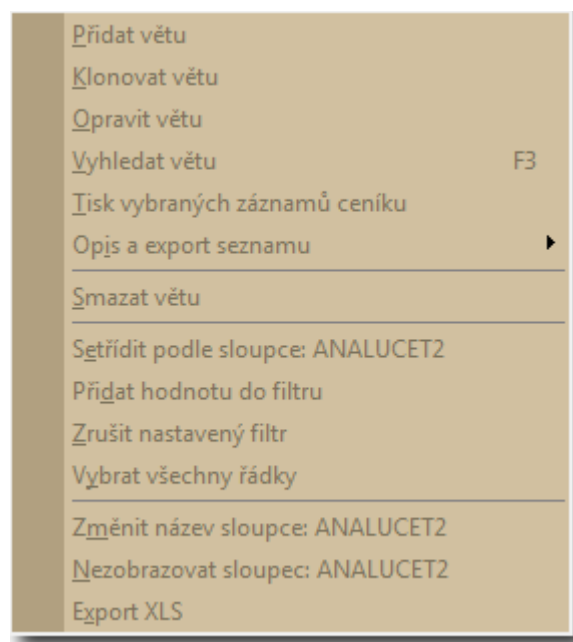 Přidat větu
Klonovat větu
Opravit větu
Vyhledat větu F3
Tisk vybraných záznamů ceníku
Opis a export seznamu
Smazat větu
Setřídit podle sloupce: ANALUCET2
Přidat hodnotu do filtru
Zrušit nastavený filtr
Vybrat všechny řádky
Změnit název sloupce: ANALUCET2
Nezobrazovat sloupec: ANALUCET2
Export XLS